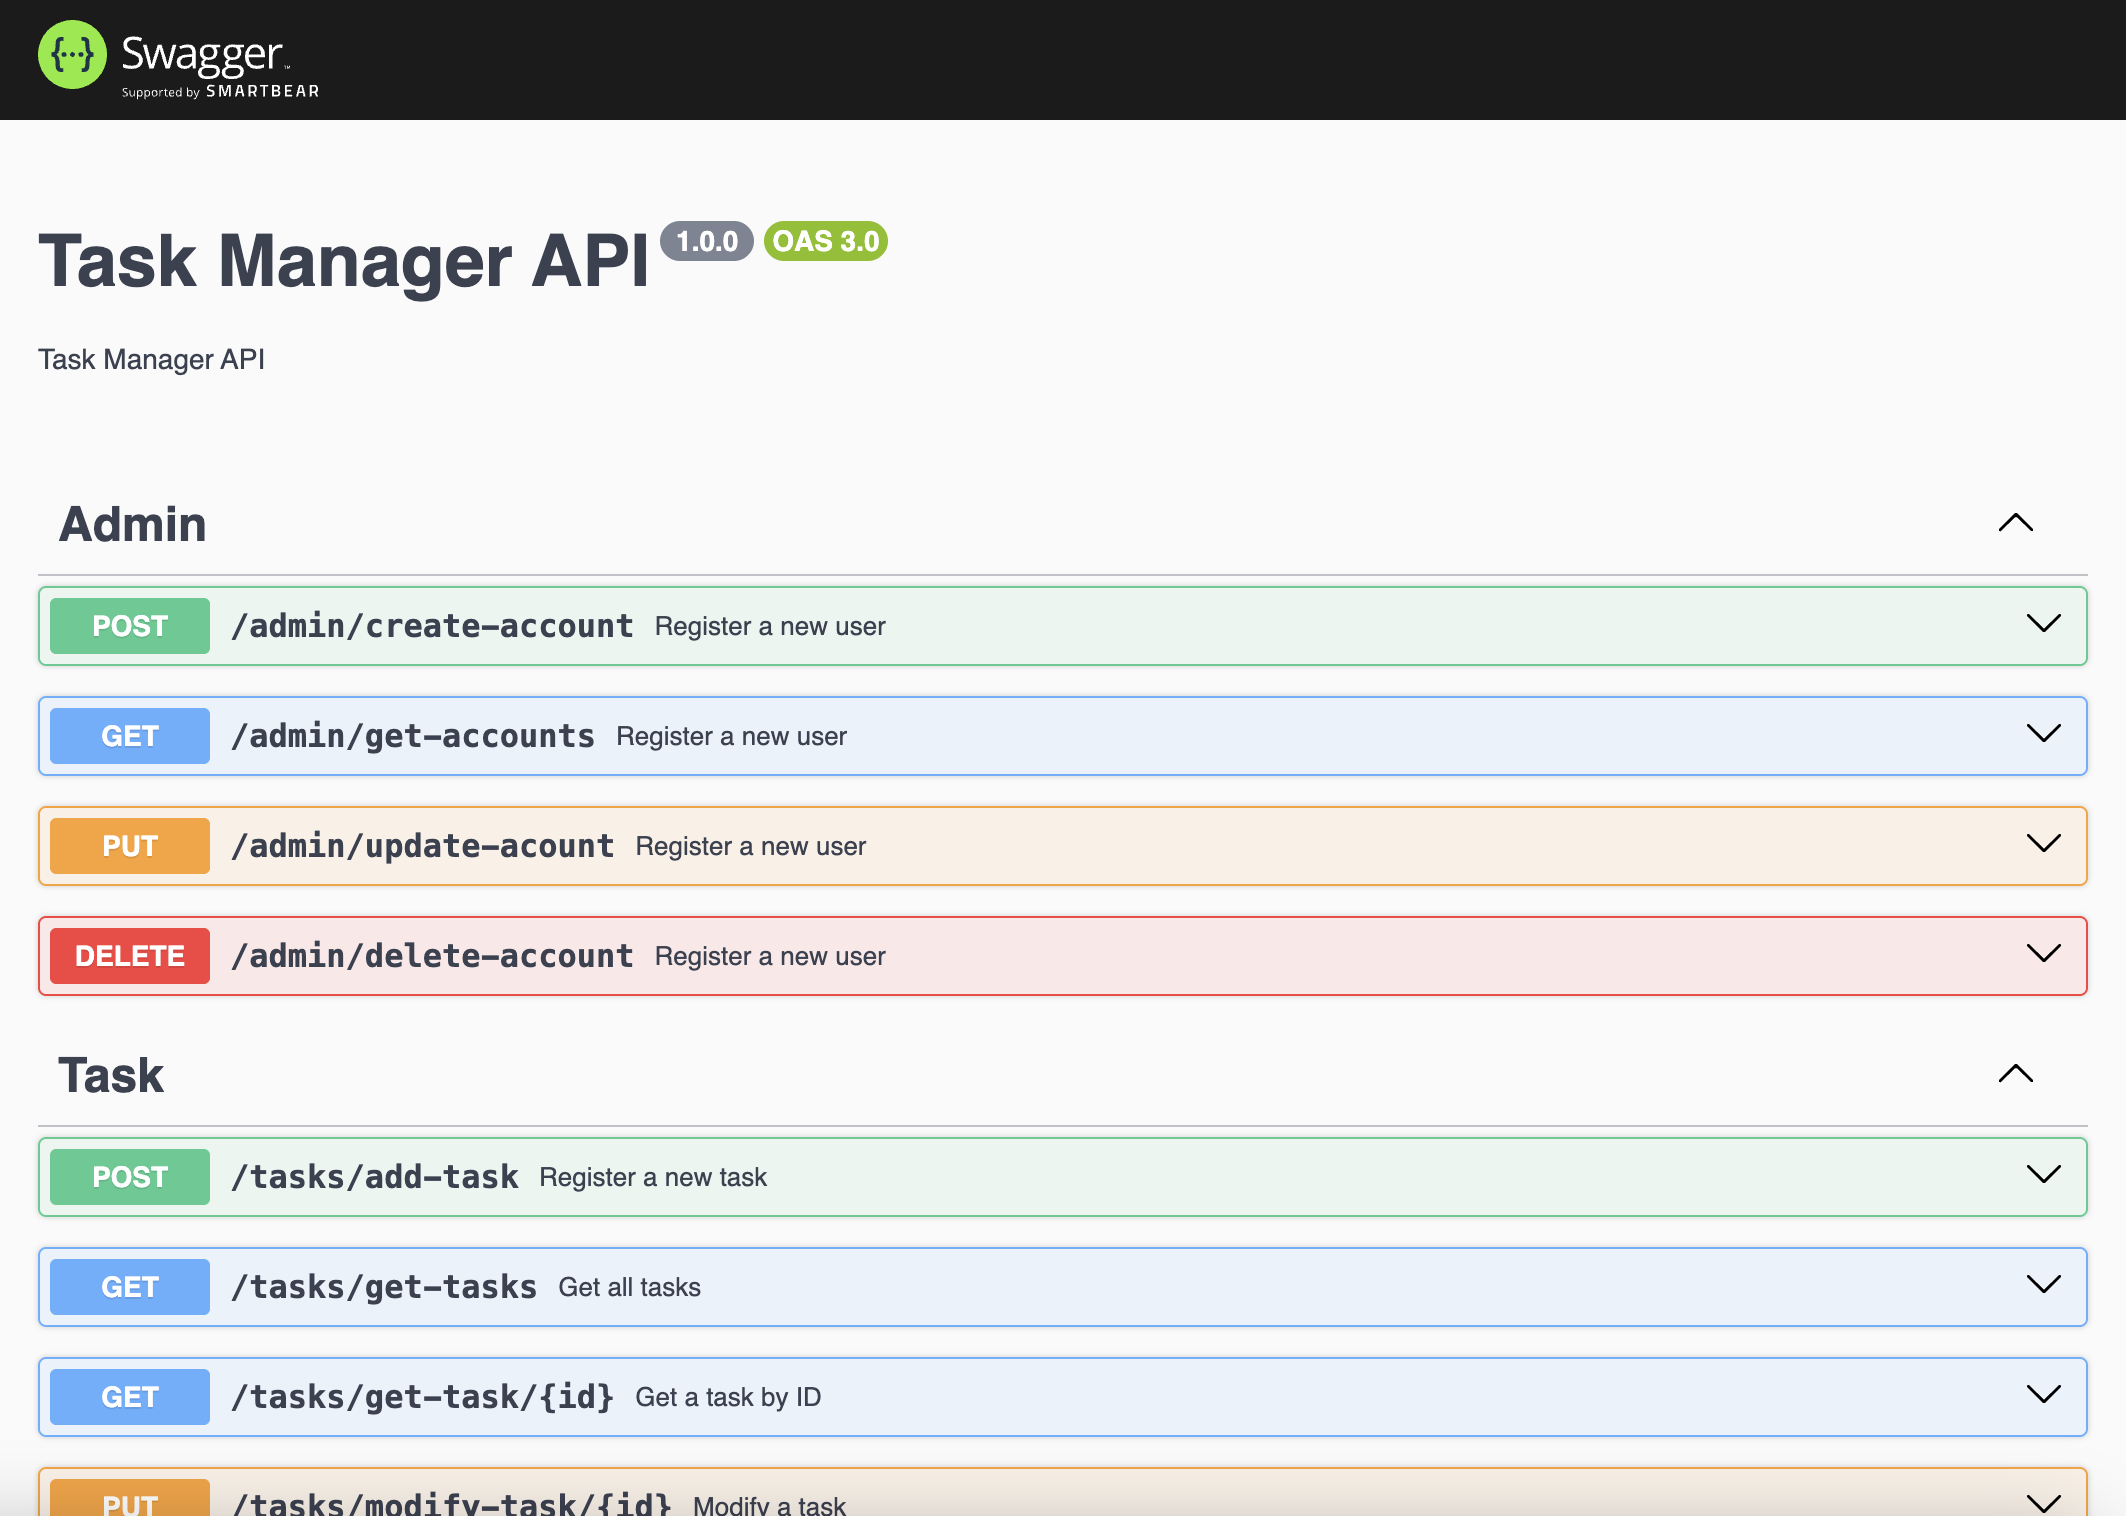 {···} Swagger™
Supported by SMARTBEAR
Task Manager API 1.0.0 OAS 3.0
Task Manager API
Admin
POST /admin/create-account Register a new user
GET /admin/get-accounts Register a new user
PUT /admin/update-acount Register a new user
DELETE /admin/delete-account Register a new user
Task
POST /tasks/add-task Register a new task
GET /tasks/get-tasks Get all tasks
GET /tasks/get-task/{id} Get a task by ID
PUT /tasks/modify-task/{id} Modify a task